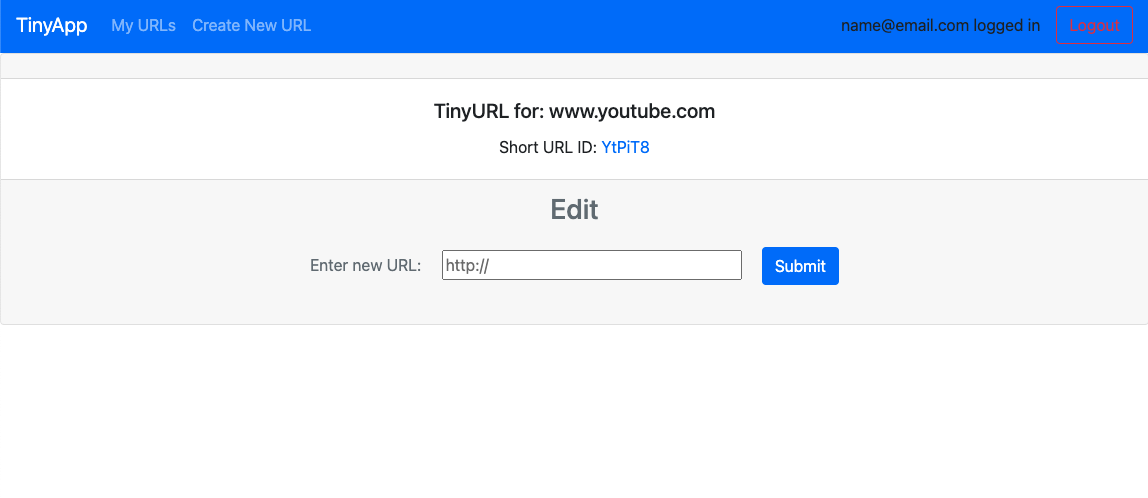 TinyApp My URLs Create New URL name@email.com logged in Logout
TinyURL for: www.youtube.com
Short URL ID: YtPiT8
Edit
Enter new URL: http:// Submit